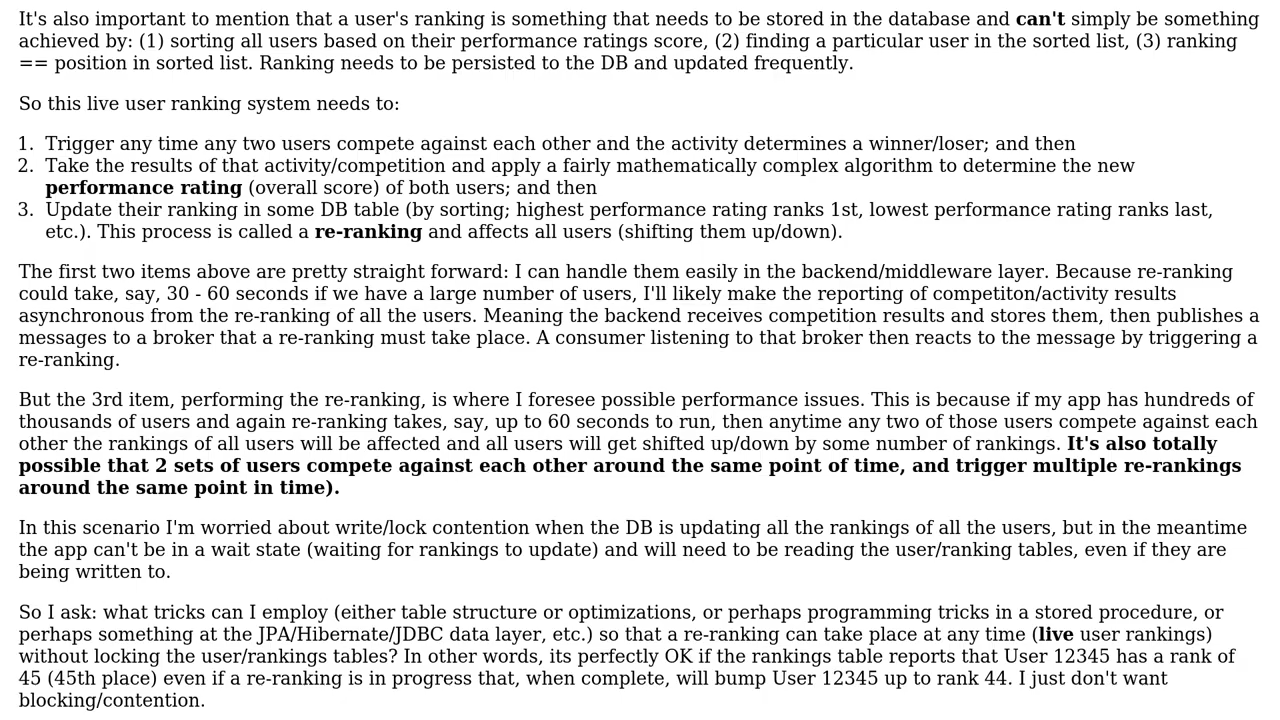 It's also important to mention that a user's ranking is something that needs to be stored in the database and can't simply be something
achieved by: (1) sorting all users based on their performance ratings score, (2) finding a particular user in the sorted list, (3) ranking
== position in sorted list. Ranking needs to be persisted to the DB and updated frequently.
So this live user ranking system needs to:
1. Trigger any time any two users compete against each other and the activity determines a winner/loser; and then
2. Take the results of that activity/competition and apply a fairly mathematically complex algorithm to determine the new
performance rating (overall score) of both users; and then
3. Update their ranking in some DB table (by sorting; highest performance rating ranks 1st, lowest performance rating ranks last,
etc.). This process is called a re-ranking and affects all users (shifting them up/down).
The first two items above are pretty straight forward: I can handle them easily in the backend/middleware layer. Because re-ranking
could take, say, 30 - 60 seconds if we have a large number of users, I'll likely make the reporting of competiton/activity results
asynchronous from the re-ranking of all the users. Meaning the backend receives competition results and stores them, then publishes a
messages to a broker that a re-ranking must take place. A consumer listening to that broker then reacts to the message by triggering a
re-ranking.
But the 3rd item, performing the re-ranking, is where I foresee possible performance issues. This is because if my app has hundreds of
thousands of users and again re-ranking takes, say, up to 60 seconds to run, then anytime any two of those users compete against each
other the rankings of all users will be affected and all users will get shifted up/down by some number of rankings. It's also totally
possible that 2 sets of users compete against each other around the same point of time, and trigger multiple re-rankings
around the same point in time).
In this scenario I'm worried about write/lock contention when the DB is updating all the rankings of all the users, but in the meantime
the app can't be in a wait state (waiting for rankings to update) and will need to be reading the user/ranking tables, even if they are
being written to.
So I ask: what tricks can I employ (either table structure or optimizations, or perhaps programming tricks in a stored procedure, or
perhaps something at the JPA/Hibernate/JDBC data layer, etc.) so that a re-ranking can take place at any time (live user rankings)
without locking the user/rankings tables? In other words, its perfectly OK if the rankings table reports that User 12345 has a rank of
45 (45th place) even if a re-ranking is in progress that, when complete, will bump User 12345 up to rank 44. I just don't want
blocking/contention.